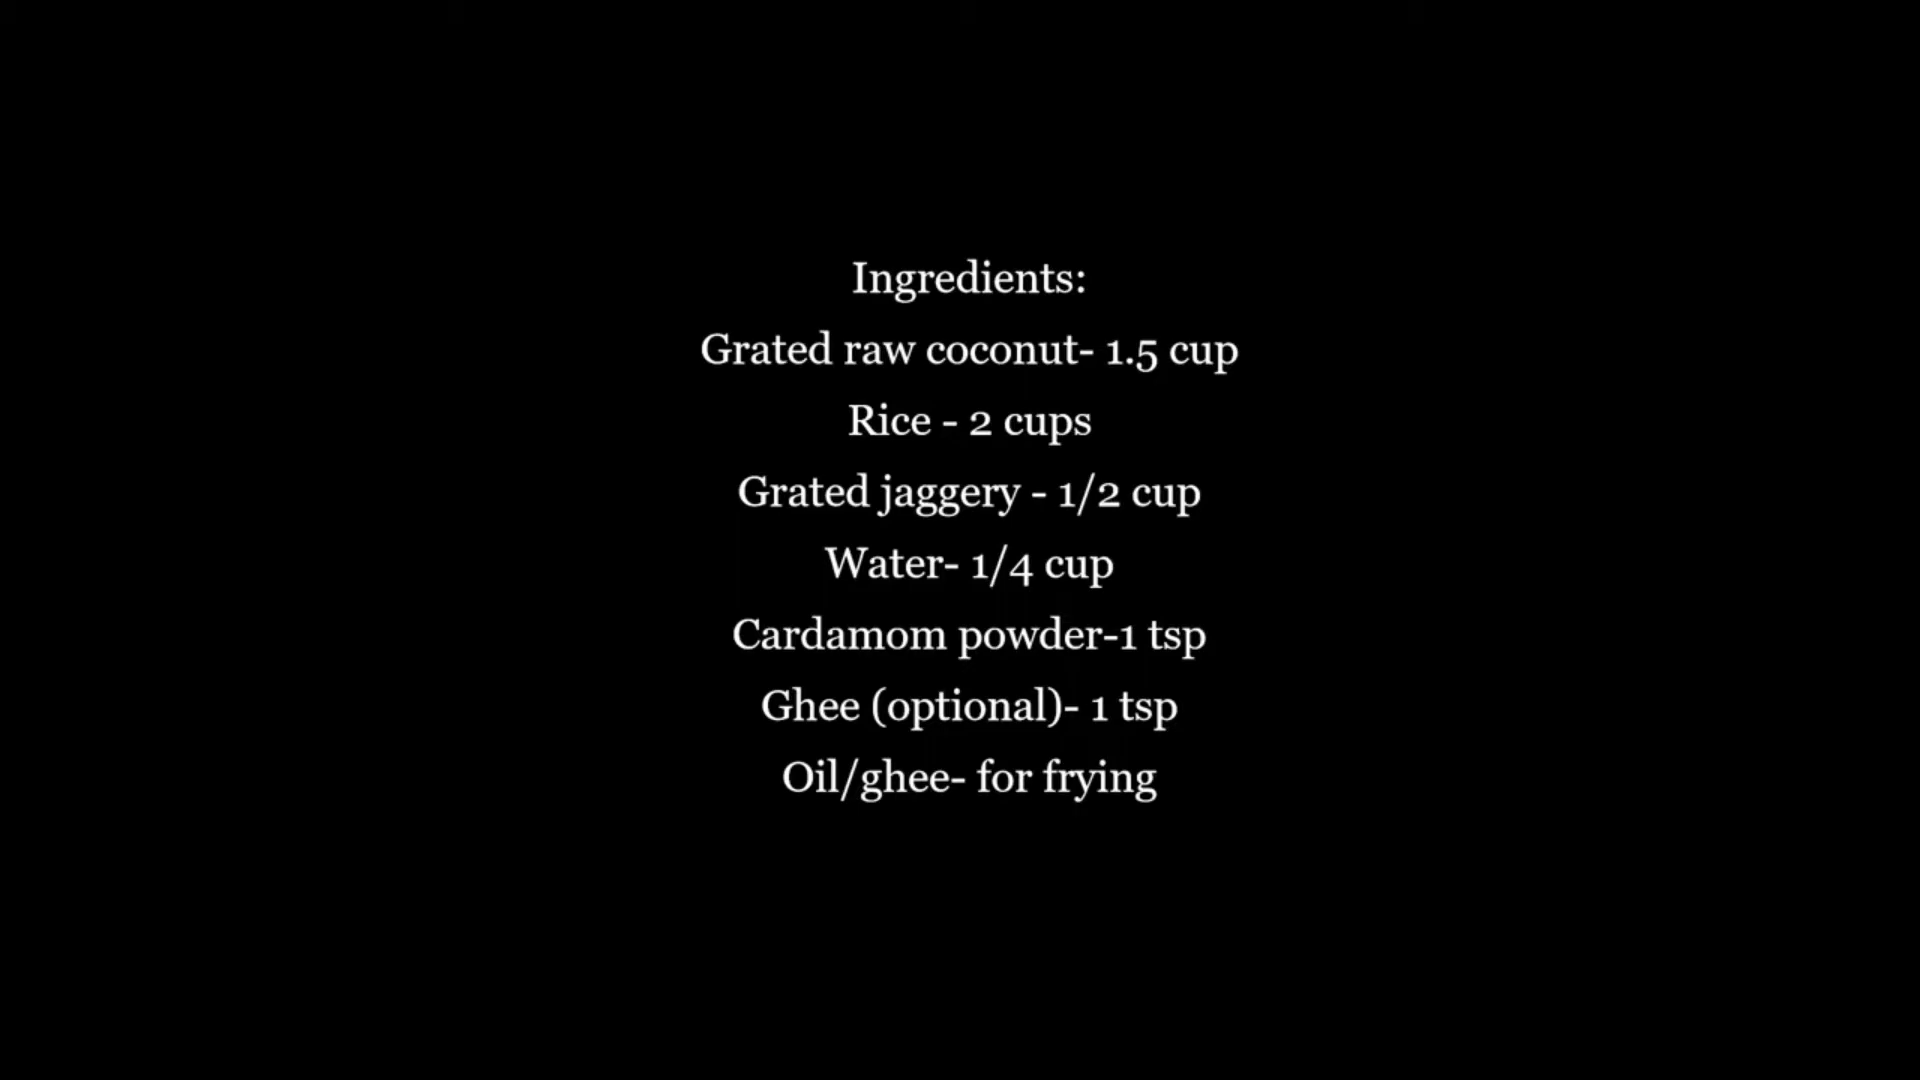 Ingredients:
Grated raw coconut- 1.5 cup
Rice - 2 cups
Grated jaggery - 1/2 cup
Water- 1/4 cup
Cardamom powder-1 tsp
Ghee (optional)- 1 tsp
Oil/ghee- for frying